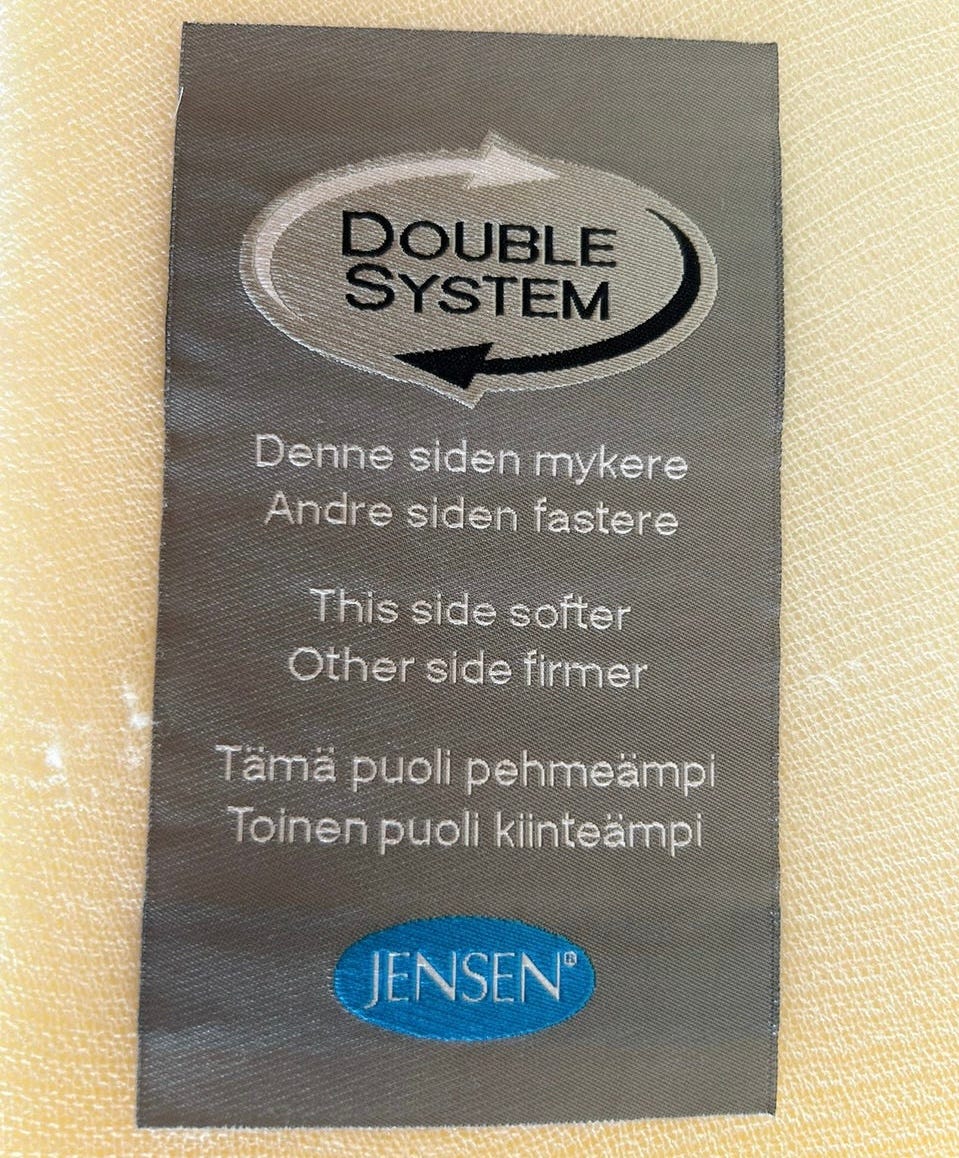 DOUBLE
SYSTEM
Denne siden mykere
Andre siden fastere
This side softer
Other side firmer
Tämä puoli pehmeämpi
Toinen puoli kiinteämpi
JENSEN®